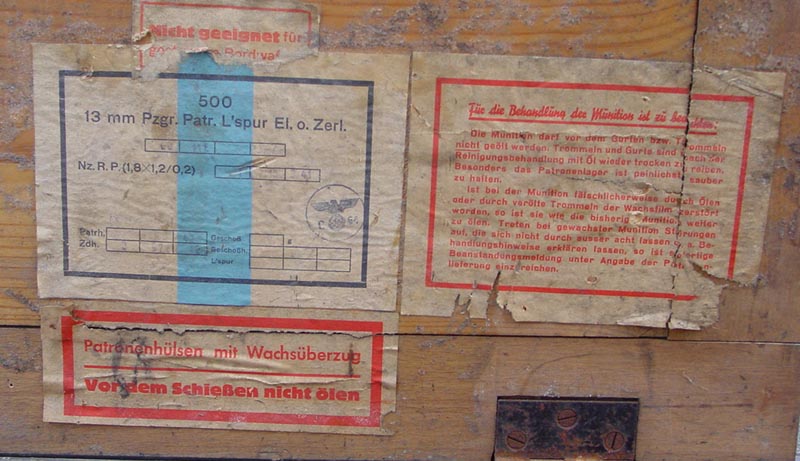 Nicht geeignet für
500
13 mm Pzgr. Patr. L'spur El. o. Zerl.
Nz. R. P. (1,8×1,2/0,2)
Patrh.
Geschoß
Zdh.
L'spur
Patronenhülsen mit Wachsüberzug
Vor dem Schießen nicht ölen
Für die Behandlung der Munition ist zu
Die Munition darf vor dem Gurten bzw. Trommeln
nicht geölt werden. Trommeln und Gurte sind nach der
Reinigungsbehandlung mit Öl wieder trocken zu reiben.
Besonders das Patronenlager ist peinlichst sauber
zu halten.
Ist bei der Munition fälschlicherweise durch Ölen
oder durch verölte Trommeln der Wachsfilm zerstört
worden, so ist sie wie die bisherige Munition weiter
zu ölen. Treten bei gewachster Munition Störungen
auf, die sich nicht durch ausser acht lassen d. s. Be-
handlungshinweise erklären lassen, so ist
Beanstandungsmeldung unter Angabe der
lieferung einzureichen.